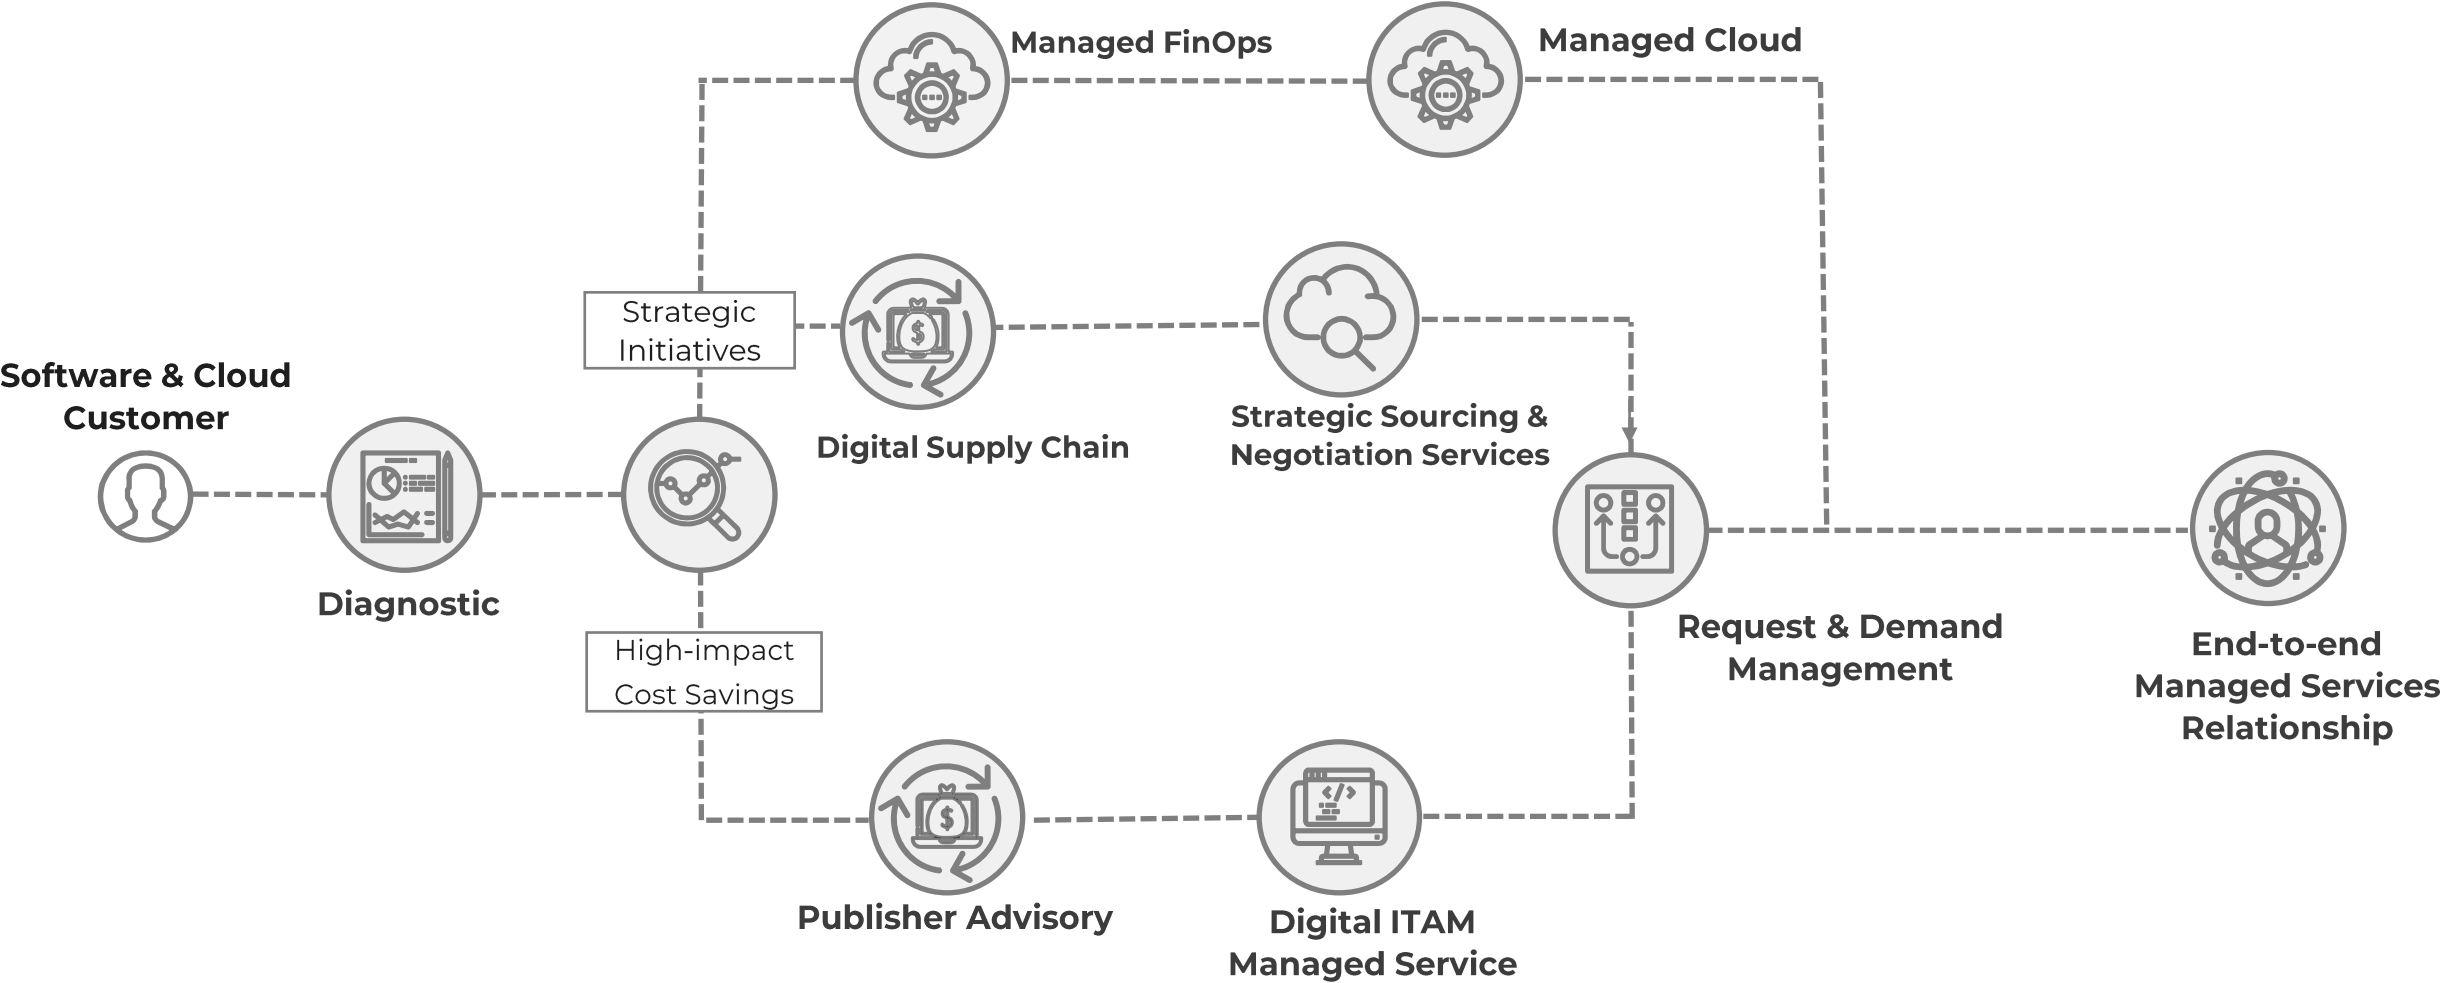 Managed FinOps
Managed Cloud
Strategic
Initiatives
Software & Cloud
Customer
Digital Supply Chain
Strategic Sourcing &
Negotiation Services
Diagnostic
High-impact
Cost Savings
Request & Demand
Management
End-to-end
Managed Services
Relationship
Publisher Advisory
Digital ITAM
Managed Service